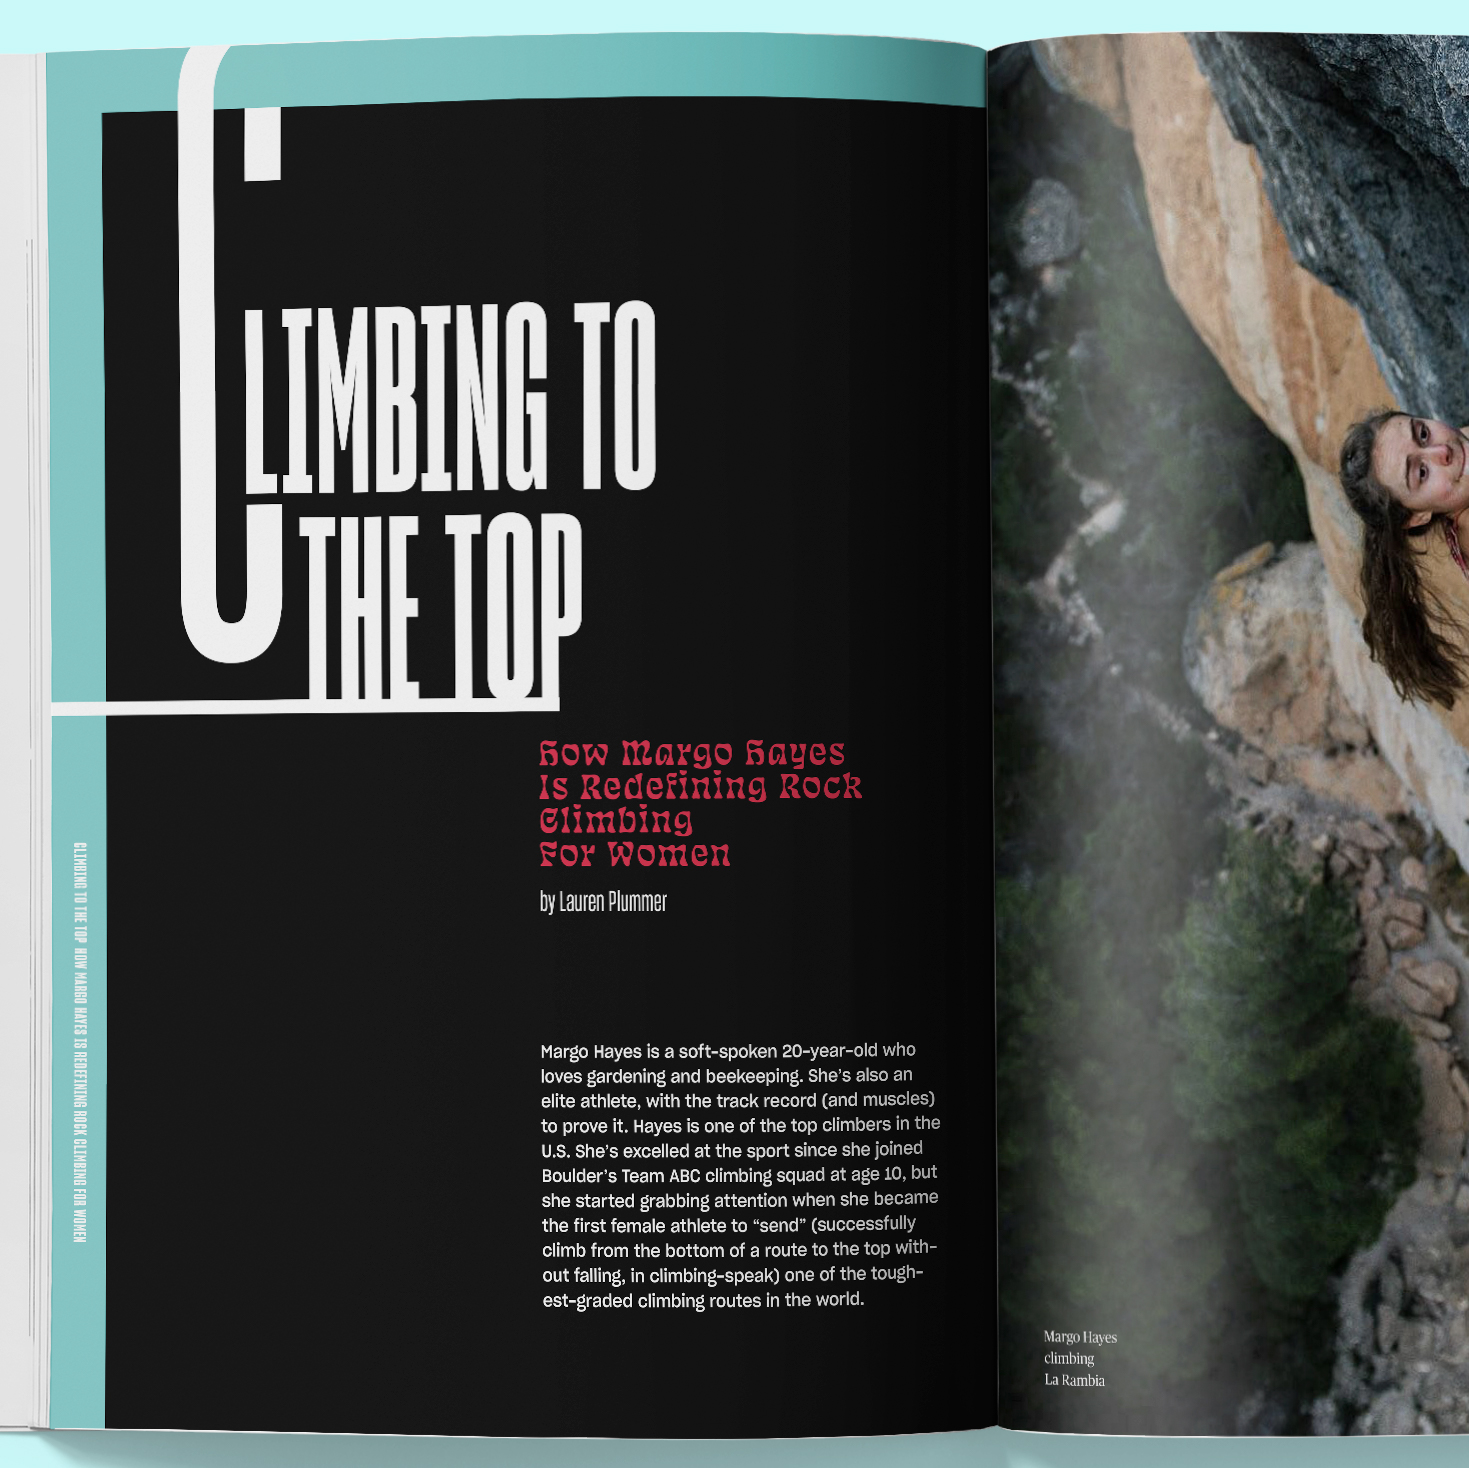 CLIMBING TO
THE TOP
How Margo Hayes
Is Redefining Rock
Climbing
For Women
by Lauren Plummer
Margo Hayes is a soft-spoken 20-year-old who
loves gardening and beekeeping. She's also an
elite athlete, with the track record (and muscles)
to prove it. Hayes is one of the top climbers in the
U.S. She's excelled at the sport since she joined
Boulder's Team ABC climbing squad at age 10, but
she started grabbing attention when she became
the first female athlete to “send” (successfully
climb from the bottom of a route to the top with-
out falling, in climbing-speak) one of the tough-
est-graded climbing routes in the world.
CLIMBING TO THE TOP HOW MARGO HAYES IS REDEFINING ROCK CLIMBING FOR WOMEN
Margo Hayes
climbing
La Rambia